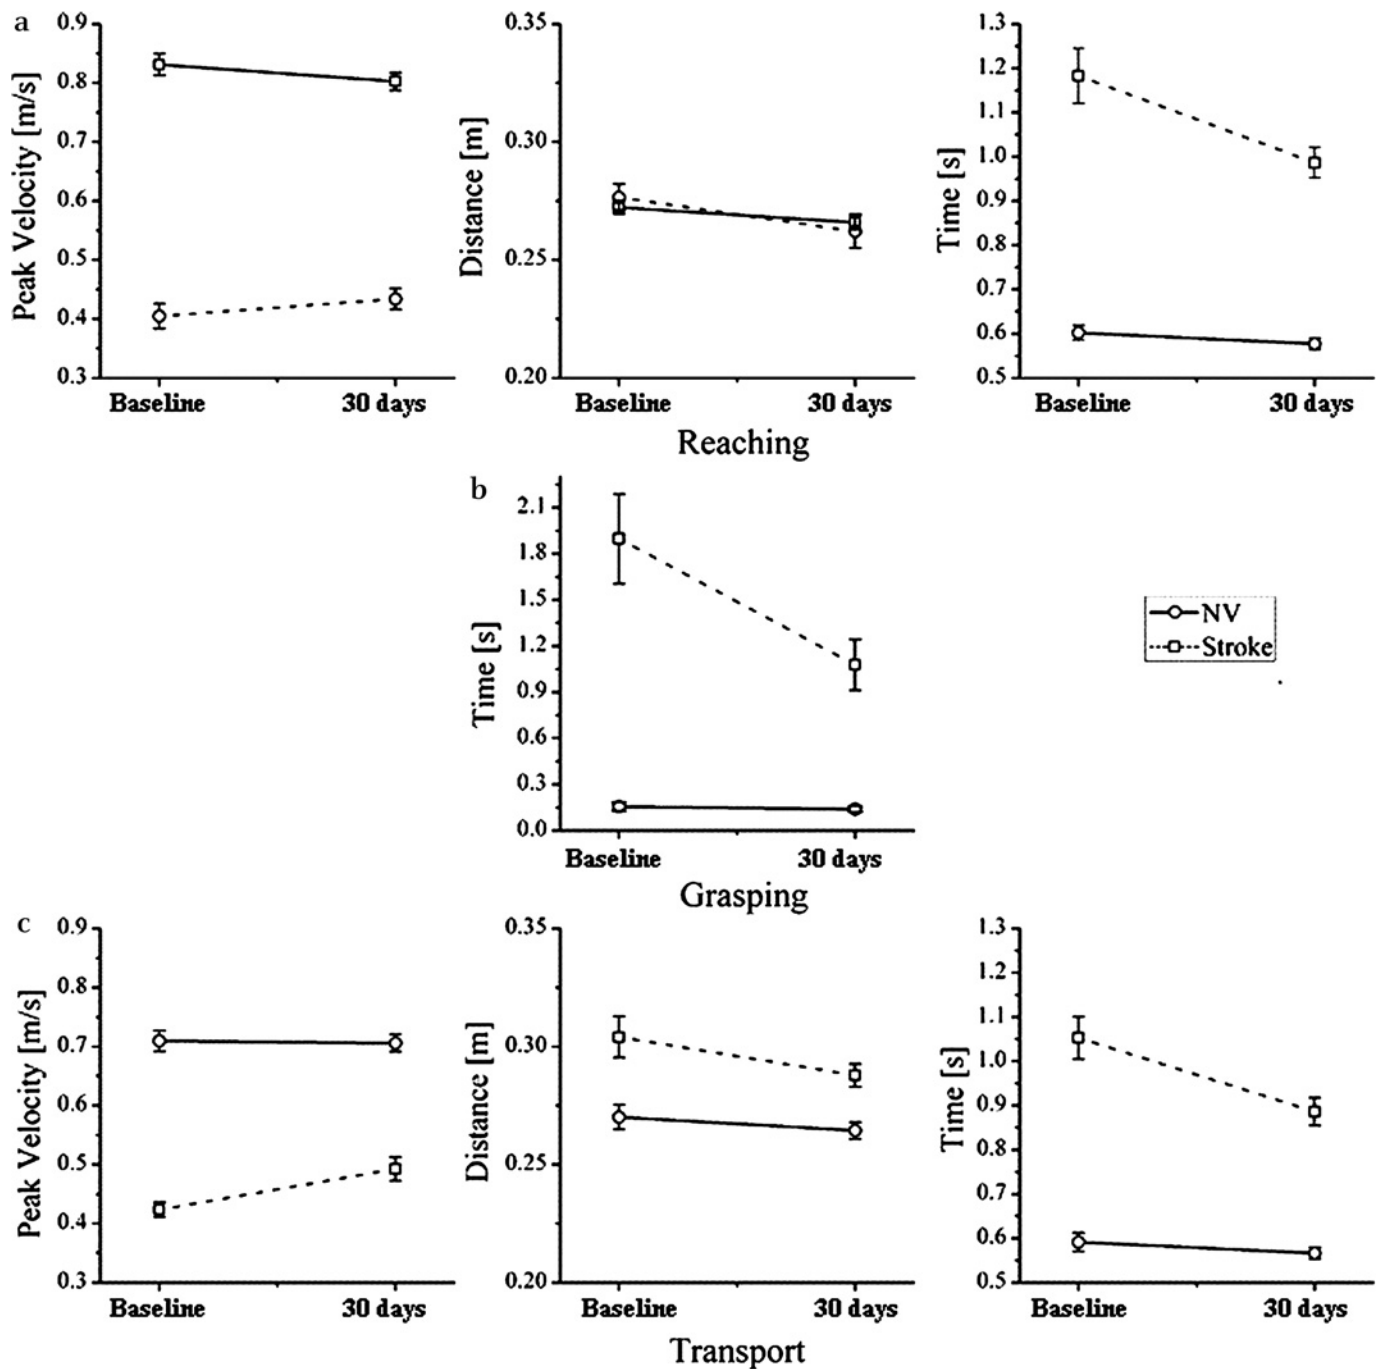 a
Peak Velocity [m/s]
0.9
0.8
0.7
0.6
0.5
0.4
0.3
Baseline 30 days
Distance [m]
0.35
0.30
0.25
0.20
Baseline 30 days
Time [s]
1.3
1.2
1.1
1.0
0.9
0.8
0.7
0.6
0.5
Baseline 30 days
Reaching
b
Time [s]
2.1
1.8
1.5
1.2
0.9
0.6
0.3
0.0
Baseline 30 days
Grasping
NV
Stroke
c
Peak Velocity [m/s]
0.9
0.8
0.7
0.6
0.5
0.4
0.3
Baseline 30 days
Distance [m]
0.35
0.30
0.25
0.20
Baseline 30 days
Time [s]
1.3
1.2
1.1
1.0
0.9
0.8
0.7
0.6
0.5
Baseline 30 days
Transport